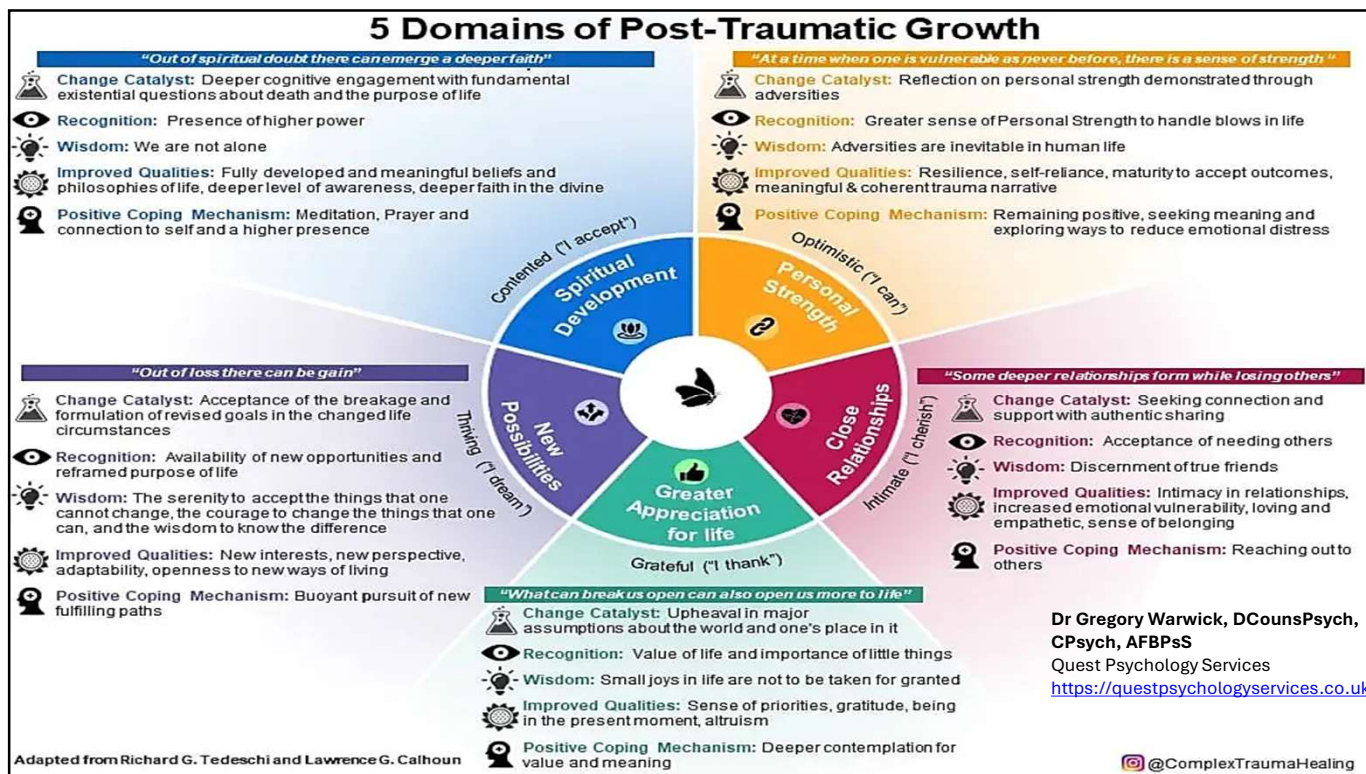 5 Domains of Post-Traumatic Growth
"Out of spiritual doubt there can emerge a deeper faith"
Change Catalyst: Deeper cognitive engagement with fundamental
existential questions about death and the purpose of life
Recognition: Presence of higher power
Wisdom: We are not alone
Improved Qualities: Fully developed and meaningful beliefs and
philosophies of life, deeper level of awareness, deeper faith in the divine
Positive Coping Mechanism: Meditation, Prayer and
connection to self and a higher presence
"At a time when one is vulnerable as never before, there is a sense of strength "
Change Catalyst: Reflection on personal strength demonstrated through
adversities
Recognition: Greater sense of Personal Strength to handle blows in life
Wisdom: Adversities are inevitable in human life
Improved Qualities: Resilience, self-reliance, maturity to accept outcomes,
meaningful & coherent trauma narrative
Positive Coping Mechanism: Remaining positive, seeking meaning and
exploring ways to reduce emotional distress
Contented ("I accept")
Spiritual
Development
Optimistic ("I can")
Personal
Strength
"Out of loss there can be gain"
Change Catalyst: Acceptance of the breakage and
formulation of revised goals in the changed life
circumstances
Recognition: Availability of new opportunities and
reframed purpose of life
Wisdom: The serenity to accept the things that one
cannot change, the courage to change the things that one
can, and the wisdom to know the difference
Improved Qualities: New interests, new perspective,
adaptability, openness to new ways of living
Positive Coping Mechanism: Buoyant pursuit of new
fulfilling paths
Thriving ("I dream")
New
Possibilities
Close
Relationships
Intimate ("I cherish")
"Some deeper relationships form while losing others"
Change Catalyst: Seeking connection and
support with authentic sharing
Recognition: Acceptance of needing others
Wisdom: Discernment of true friends
Improved Qualities: Intimacy in relationships,
increased emotional vulnerability, loving and
empathetic, sense of belonging
Positive Coping Mechanism: Reaching out to
others
Greater
Appreciation
for life
Grateful ("I thank")
"What can break us open can also open us more to life"
Change Catalyst: Upheaval in major
assumptions about the world and one's place in it
Recognition: Value of life and importance of little things
Wisdom: Small joys in life are not to be taken for granted
Improved Qualities: Sense of priorities, gratitude, being
in the present moment, altruism
Positive Coping Mechanism: Deeper contemplation for
value and meaning
Dr Gregory Warwick, DCounsPsych,
CPsych, AFBPsS
Quest Psychology Services
https://questpsychologyservices.co.uk
Adapted from Richard G. Tedeschi and Lawrence G. Calhoun
@ComplexTraumaHealing